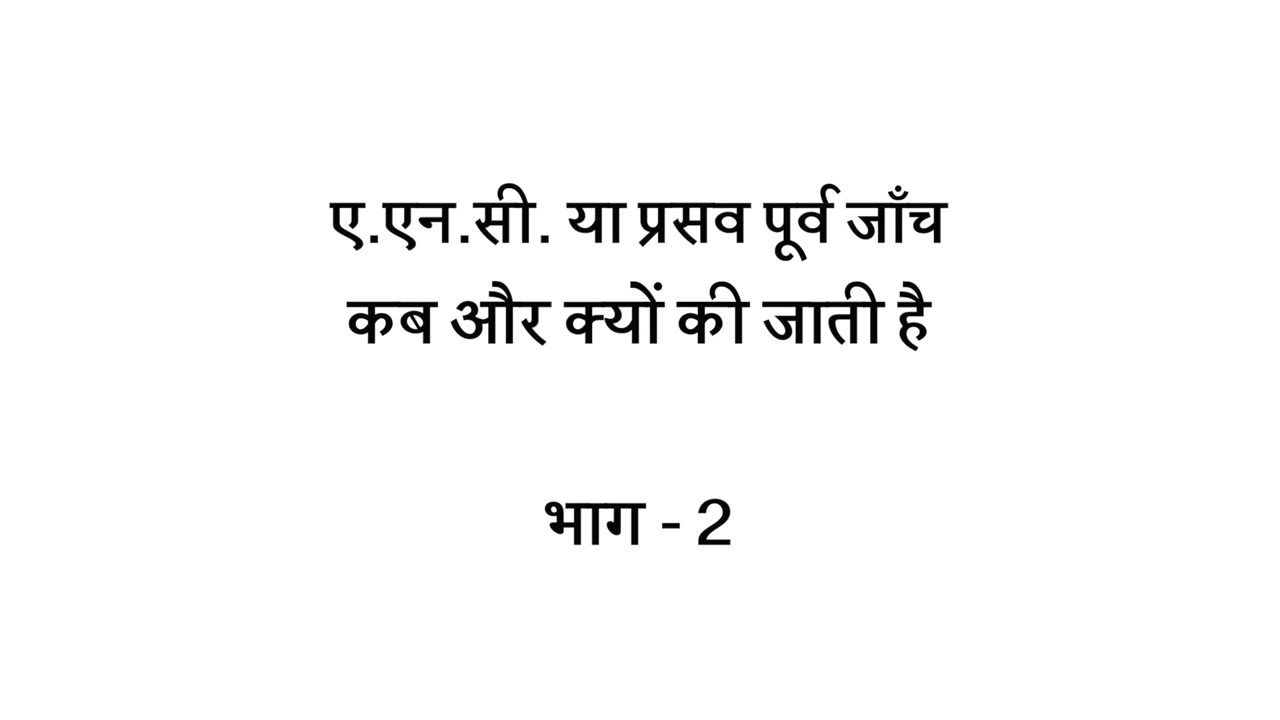 ए.एन.सी. या प्रसव पूर्व जाँच
कब और क्यों की जाती है
भाग - 2